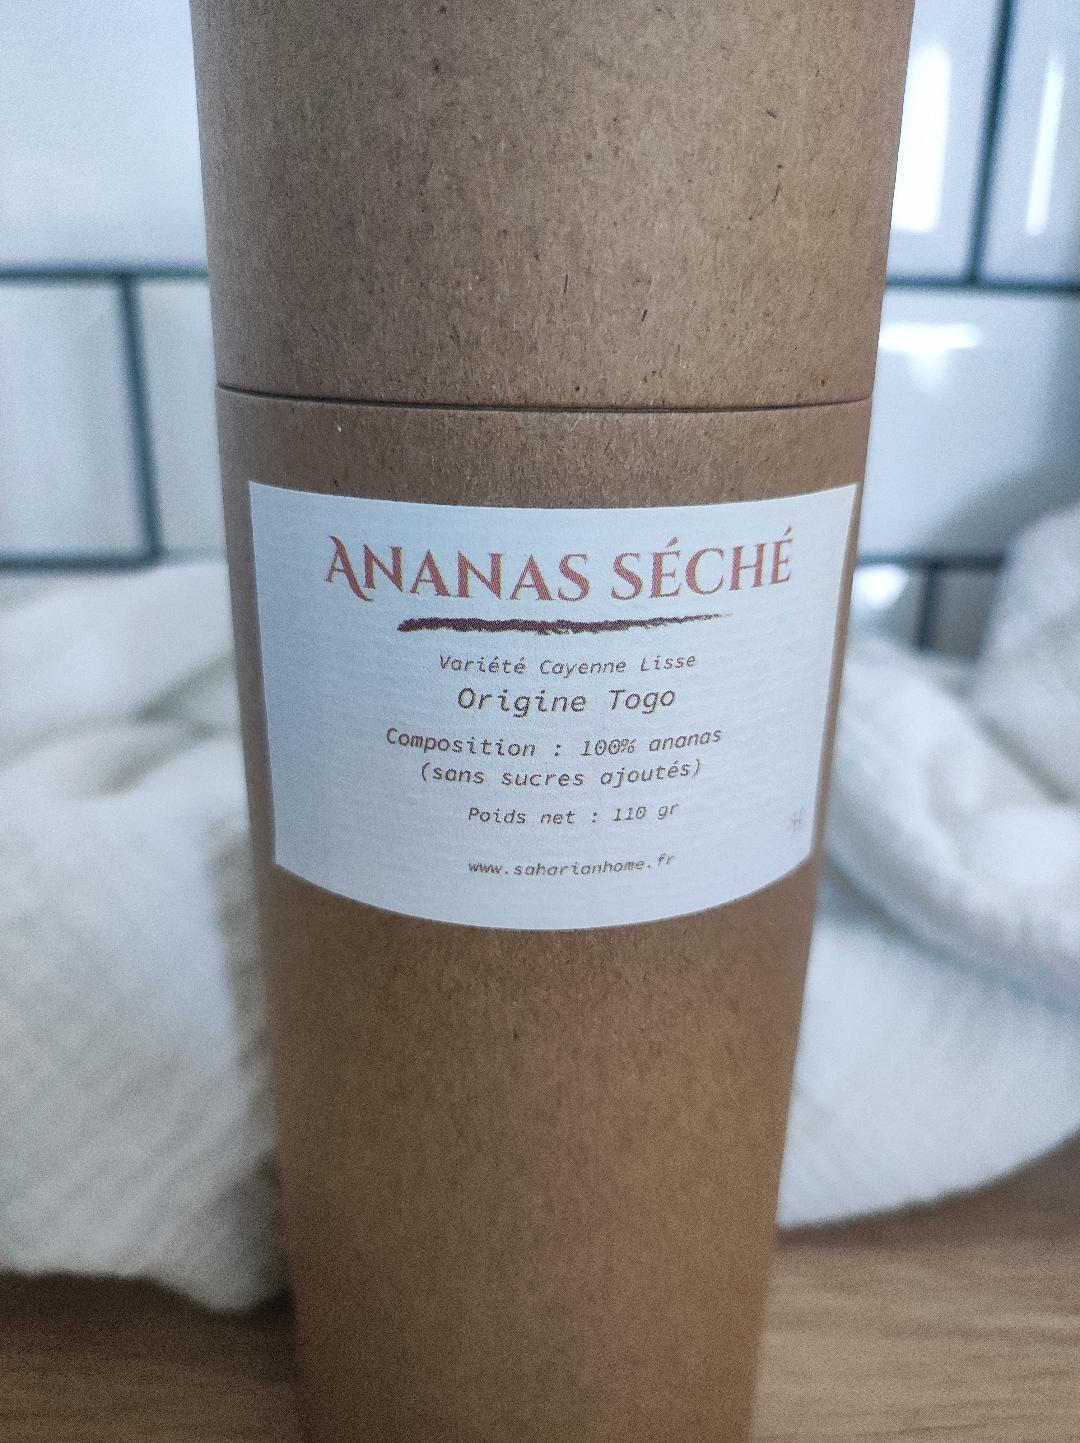 ANANAS SÉCHÉ
Variété Cayenne Lisse
Origine Togo
Composition : 100% ananas
(sans sucres ajoutés)
Poids net : 110 gr
www.saharianhome.fr